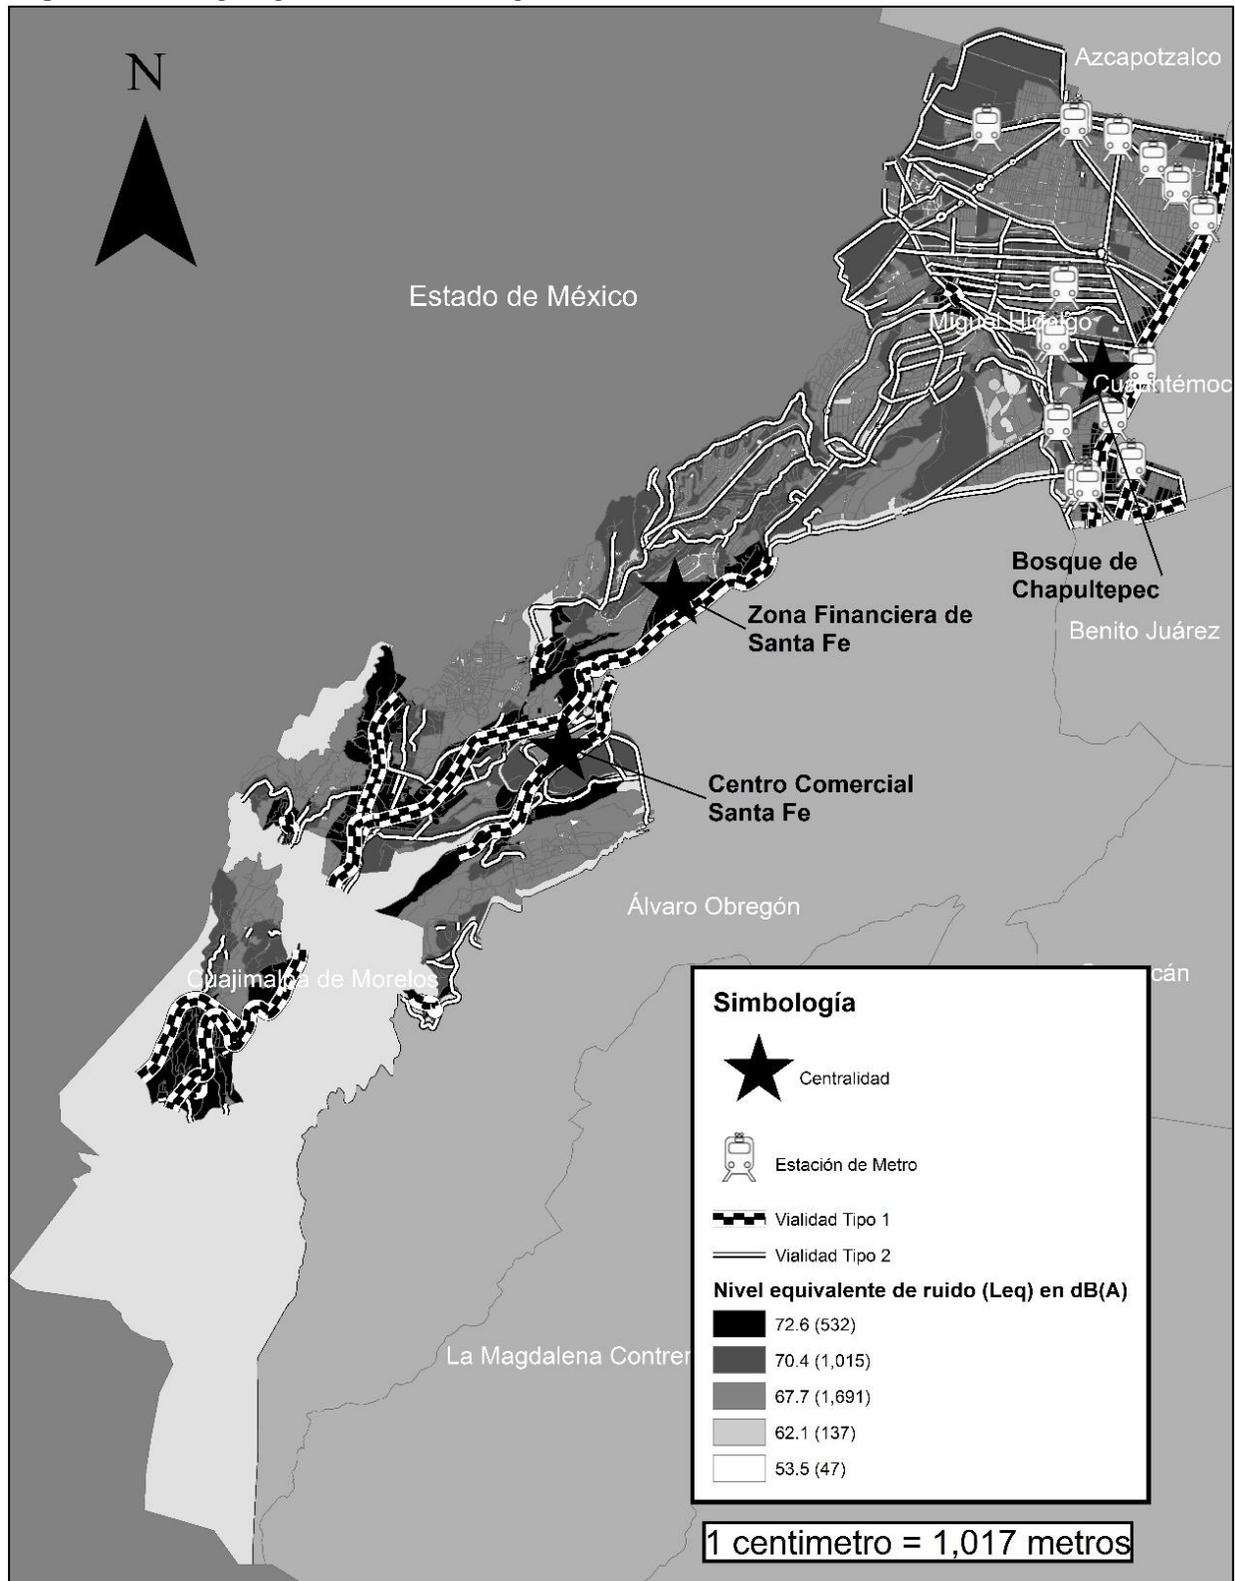 Azcapotzalco
N
Estado de México
Miguel Hidalgo
Cuauhtémoc
Bosque de
Chapultepec
Zona Financiera de
Santa Fe
Benito Juárez
Centro Comercial
Santa Fe
Álvaro Obregón
Cuajimalpa de Morelos
cán
Simbología
Centralidad
Estación de Metro
Vialidad Tipo 1
Vialidad Tipo 2
Nivel equivalente de ruido (Leq) en dB(A)
72.6 (532)
70.4 (1,015)
67.7 (1,691)
62.1 (137)
53.5 (47)
La Magdalena Contrer
1 centimetro = 1,017 metros